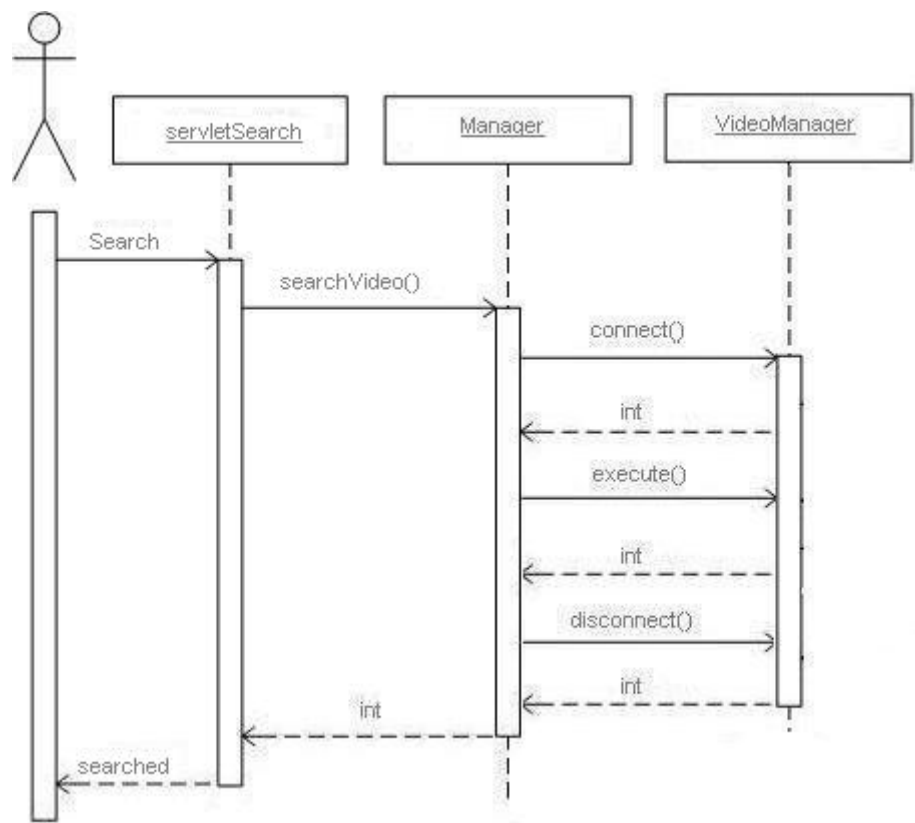 servletSearch
Manager
VideoManager
Search
searchVideo()
connect()
int
execute()
int
disconnect()
int
int
searched